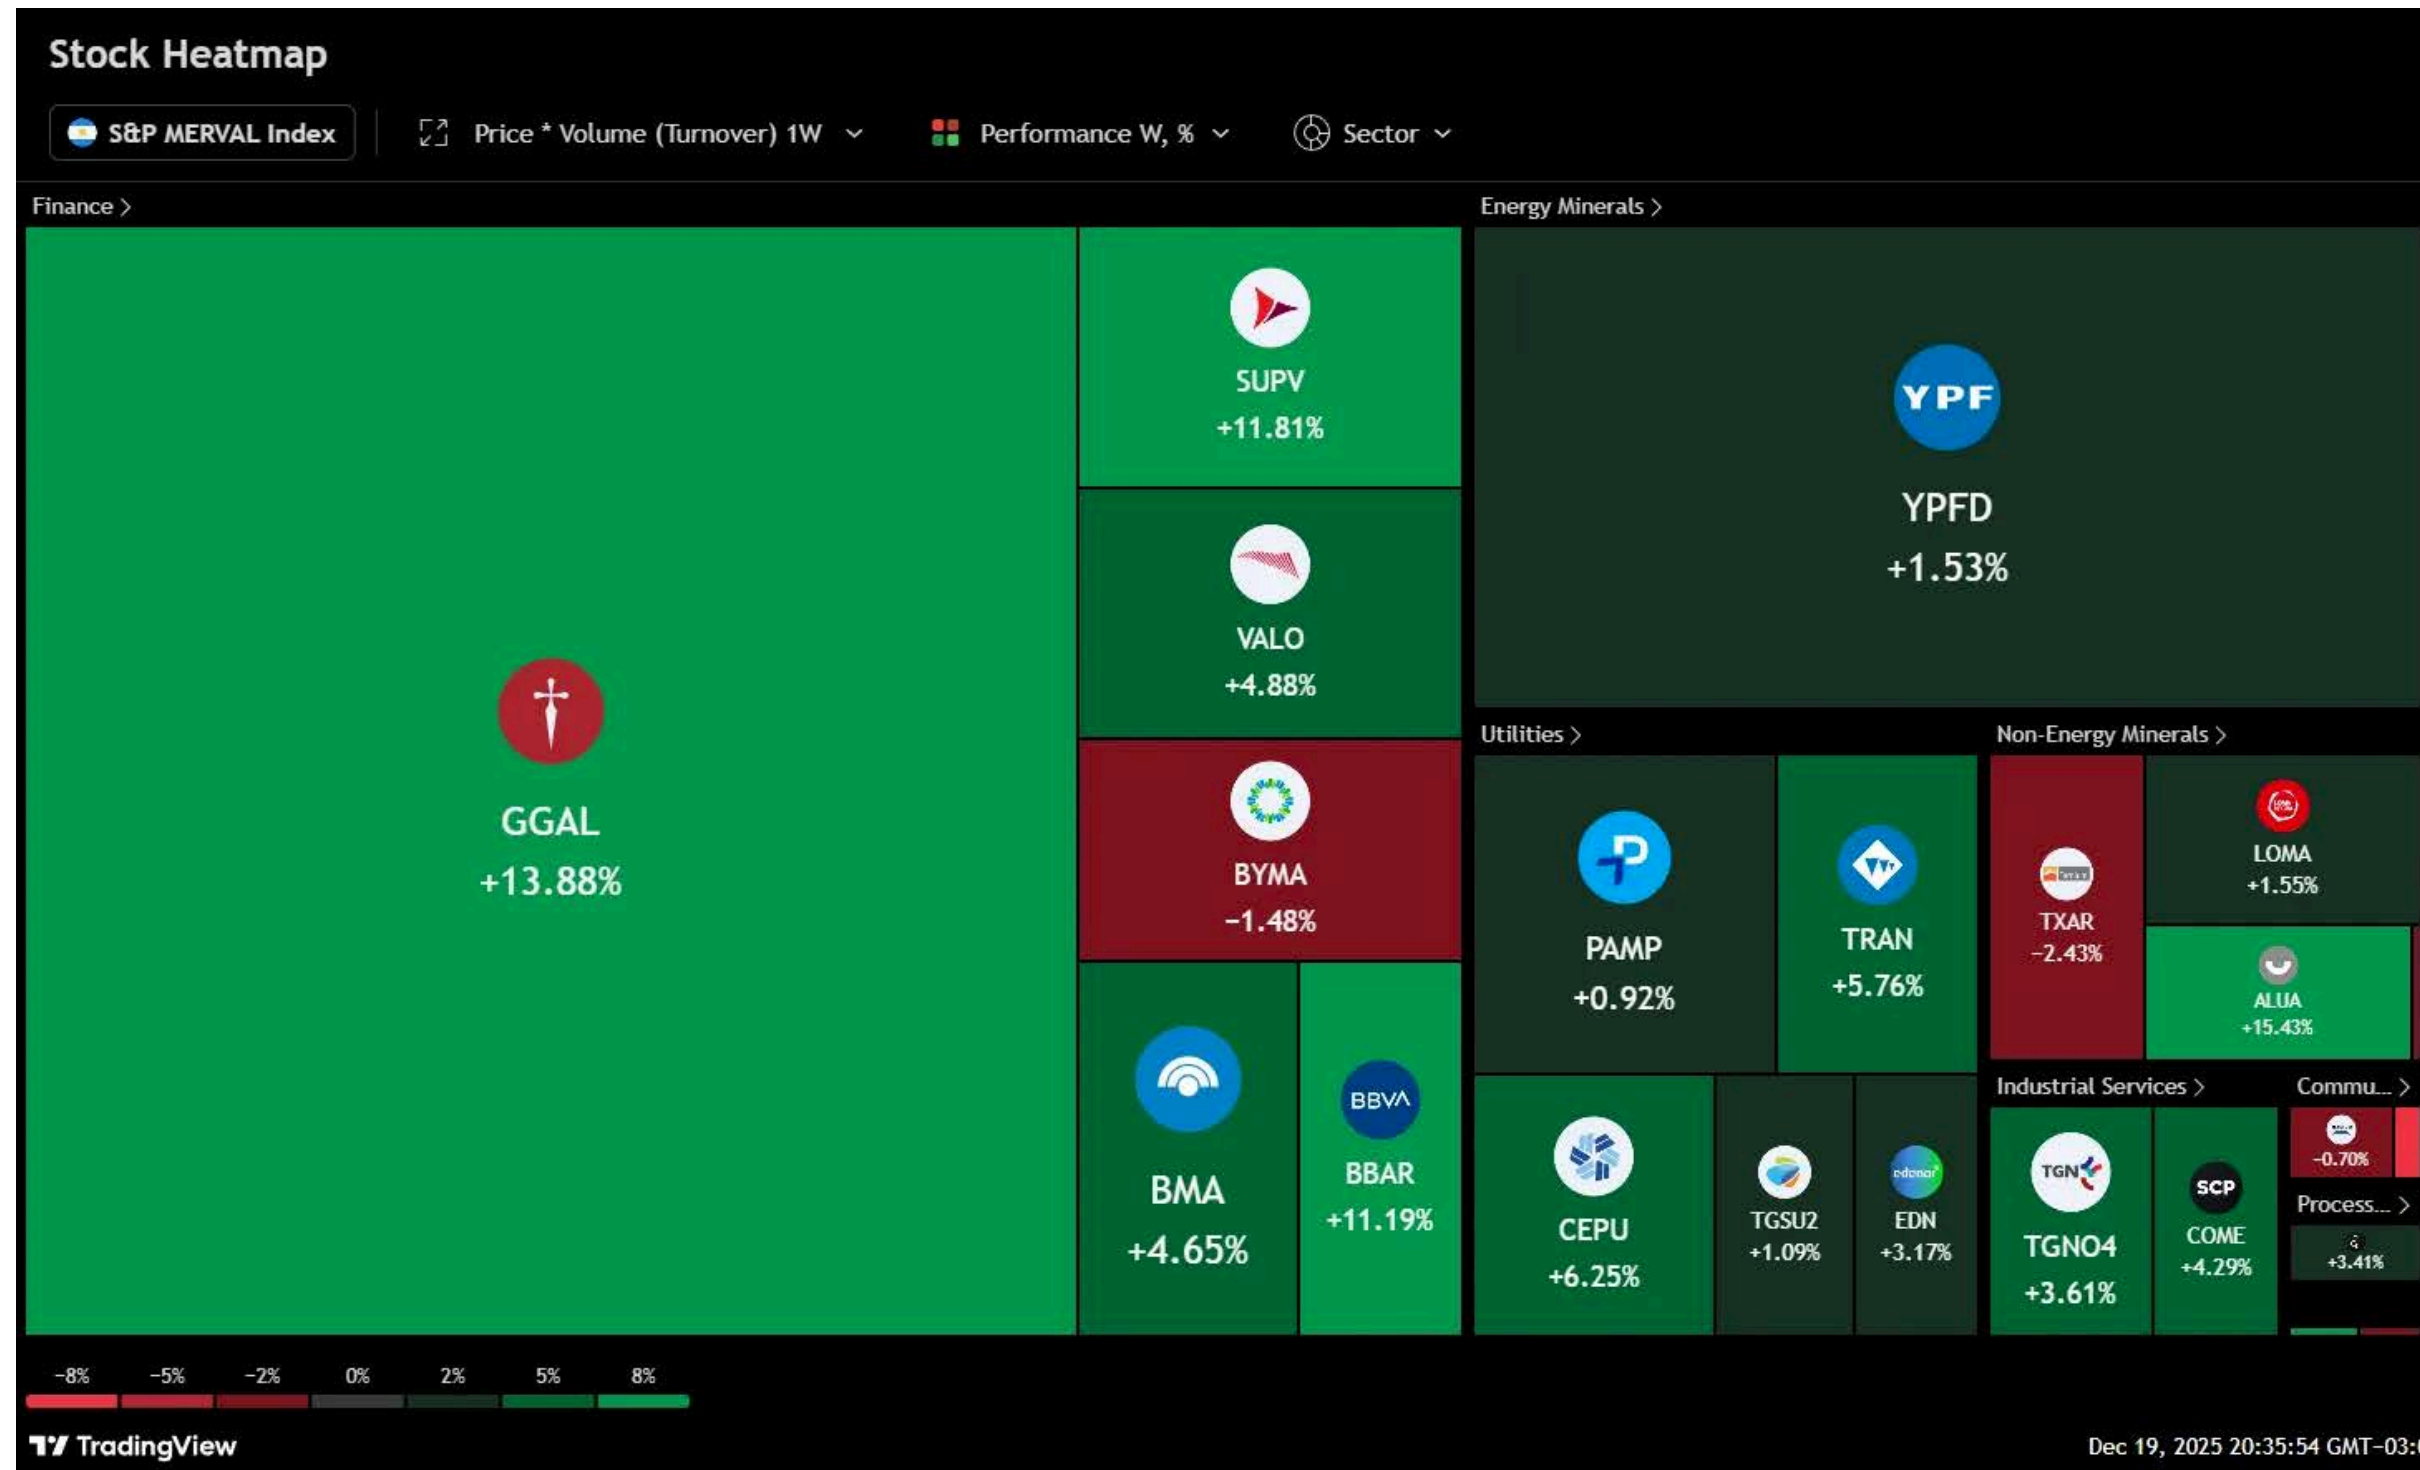 Stock Heatmap
S&P MERVAL Index
Price * Volume (Turnover) 1W
Performance W, %
Sector
Finance >
GGAL
+13.88%
SUPV
+11.81%
VALO
+4.88%
BYMA
−1.48%
BMA
+4.65%
BBVA
BBAR
+11.19%
Energy Minerals >
YPF
YPFD
+1.53%
Utilities >
PAMP
+0.92%
TRAN
+5.76%
CEPU
+6.25%
TGSU2
+1.09%
edenor
EDN
+3.17%
Non-Energy Minerals >
TXAR
−2.43%
LOMA
+1.55%
ALUA
+15.43%
Industrial Services >
TGN
TGNO4
+3.61%
SCP
COME
+4.29%
Commu... >
−0.70%
Process... >
+3.41%
−8% −5% −2% 0% 2% 5% 8%
TradingView
Dec 19, 2025 20:35:54 GMT−03: